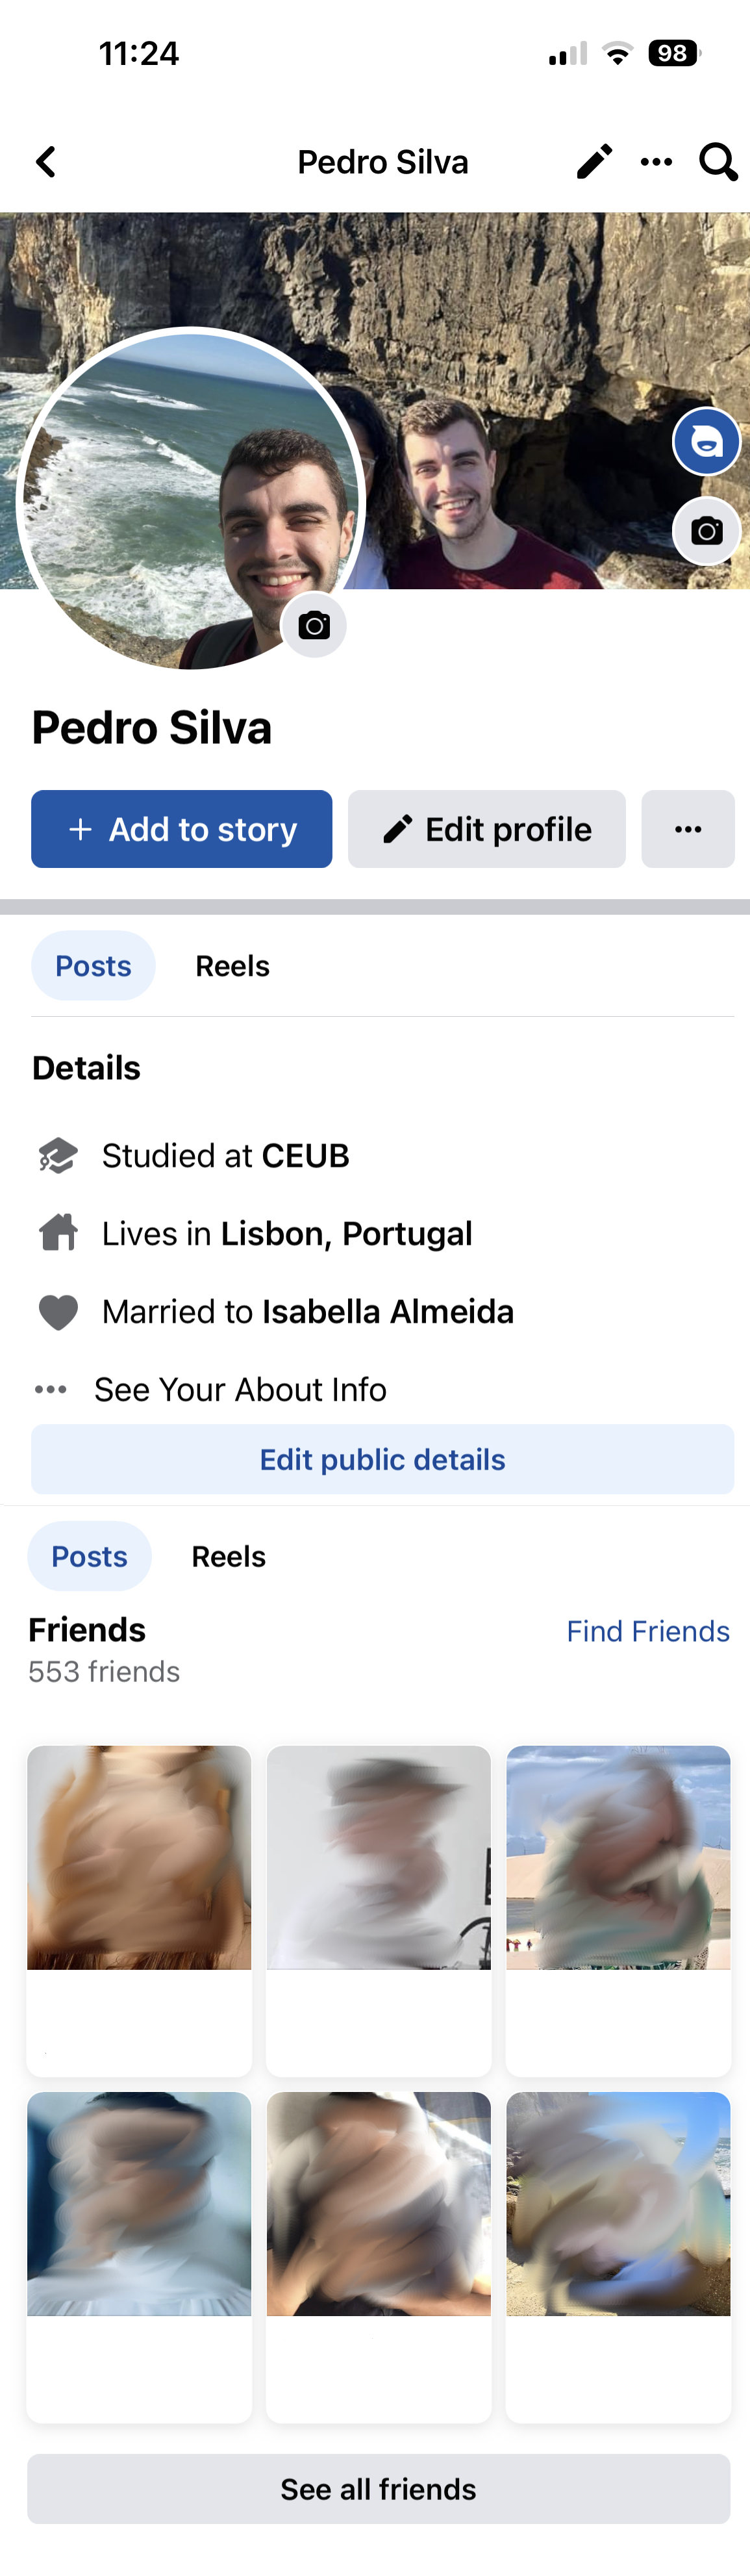 11:24
98
Pedro Silva
Pedro Silva
+ Add to story
Edit profile
Posts Reels
Details
Studied at CEUB
Lives in Lisbon, Portugal
Married to Isabella Almeida
See Your About Info
Edit public details
Posts Reels
Friends
Find Friends
553 friends
See all friends